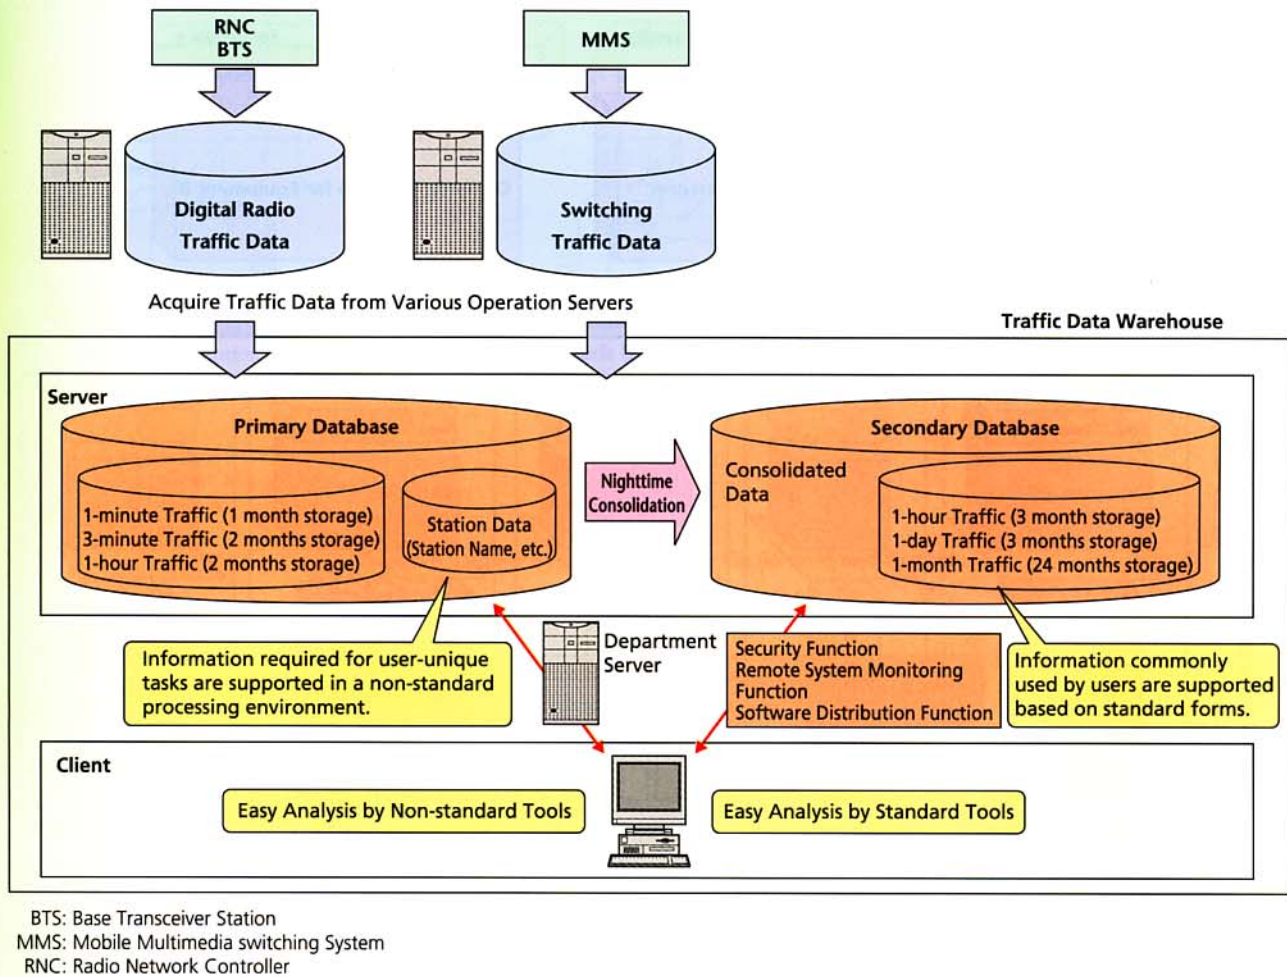 RNC
BTS
MMS
Digital Radio
Traffic Data
Switching
Traffic Data
Acquire Traffic Data from Various Operation Servers
Traffic Data Warehouse
Server
Primary Database
1-minute Traffic (1 month storage)
3-minute Traffic (2 months storage)
1-hour Traffic (2 months storage)
Station Data
(Station Name, etc.)
Nighttime
Consolidation
Secondary Database
Consolidated
Data
1-hour Traffic (3 month storage)
1-day Traffic (3 months storage)
1-month Traffic (24 months storage)
Information required for user-unique
tasks are supported in a non-standard
processing environment.
Department
Server
Security Function
Remote System Monitoring
Function
Software Distribution Function
Information commonly
used by users are supported
based on standard forms.
Client
Easy Analysis by Non-standard Tools
Easy Analysis by Standard Tools
BTS: Base Transceiver Station
MMS: Mobile Multimedia switching System
RNC: Radio Network Controller